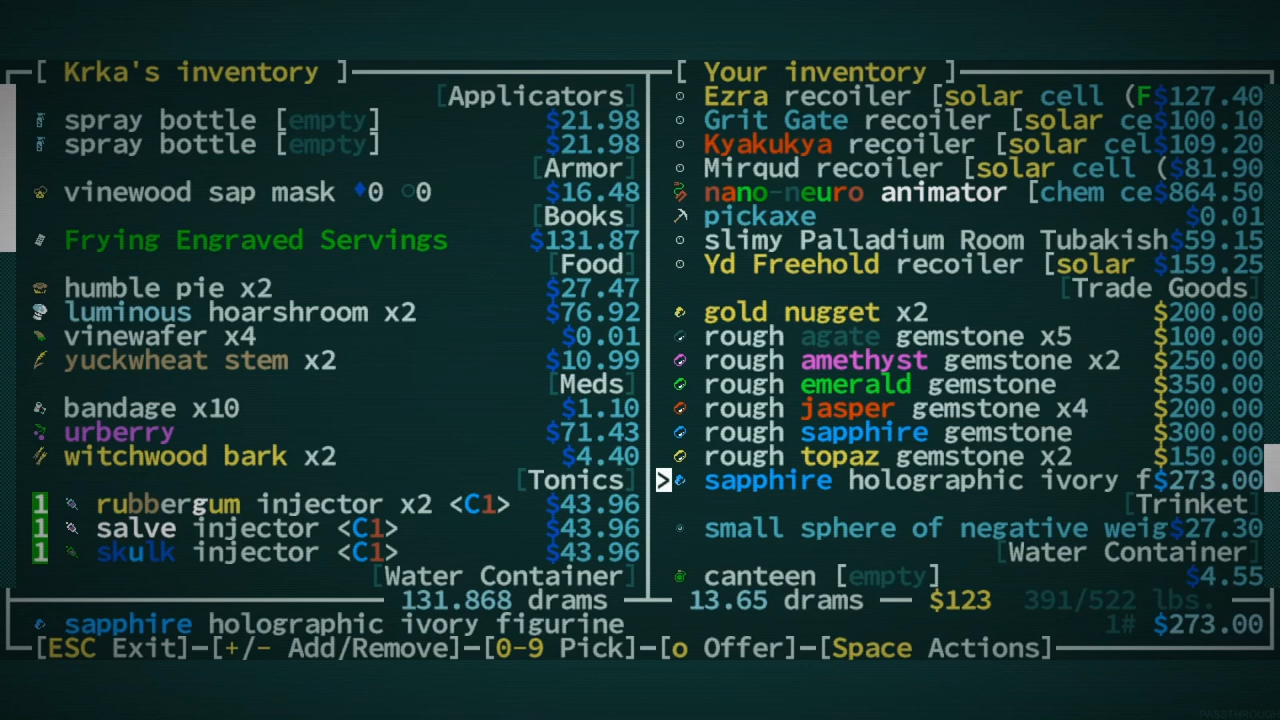 [ Krka's inventory ]
[Applicators]
spray bottle [empty] $21.98
spray bottle [empty] $21.98
[Armor]
vinewood sap mask ♦0 ○0 $16.48
[Books]
Frying Engraved Servings $131.87
[Food]
humble pie x2 $27.47
luminous hoarshroom x2 $76.92
vinewafer x4 $0.01
yuckwheat stem x2 $10.99
[Meds]
bandage x10 $1.10
urberry $71.43
witchwood bark x2 $4.40
[Tonics]
1 rubbergum injector x2 <C1> $43.96
1 salve injector <C1> $43.96
1 skulk injector <C1> $43.96
[Water Container]
131.868 drams
[ Your inventory ]
Ezra recoiler [solar cell (F$127.40
Grit Gate recoiler [solar ce$100.10
Kyakukya recoiler [solar cel$109.20
Mirqud recoiler [solar cell ($81.90
nano-neuro animator [chem ce$864.50
pickaxe $0.01
slimy Palladium Room Tubakish$59.15
Yd Freehold recoiler [solar $159.25
[Trade Goods]
gold nugget x2 $200.00
rough agate gemstone x5 $100.00
rough amethyst gemstone x2 $250.00
rough emerald gemstone $350.00
rough jasper gemstone x4 $200.00
rough sapphire gemstone $300.00
rough topaz gemstone x2 $150.00
> sapphire holographic ivory f$273.00
[Trinket]
small sphere of negative weig$27.30
[Water Container]
canteen [empty] $4.55
13.65 drams — $123 391/522 lbs.
sapphire holographic ivory figurine 1# $273.00
[ESC Exit]—[+/- Add/Remove]—[0-9 Pick]—[o Offer]—[Space Actions]